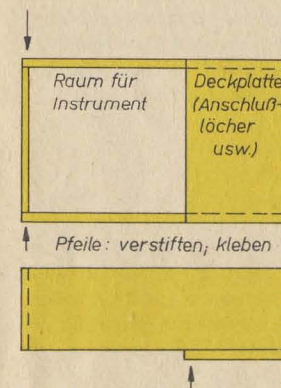 Raum für
Instrument
Deckplatte
(Anschluß-
löcher
usw.)
Pfeile: verstiften; kleben